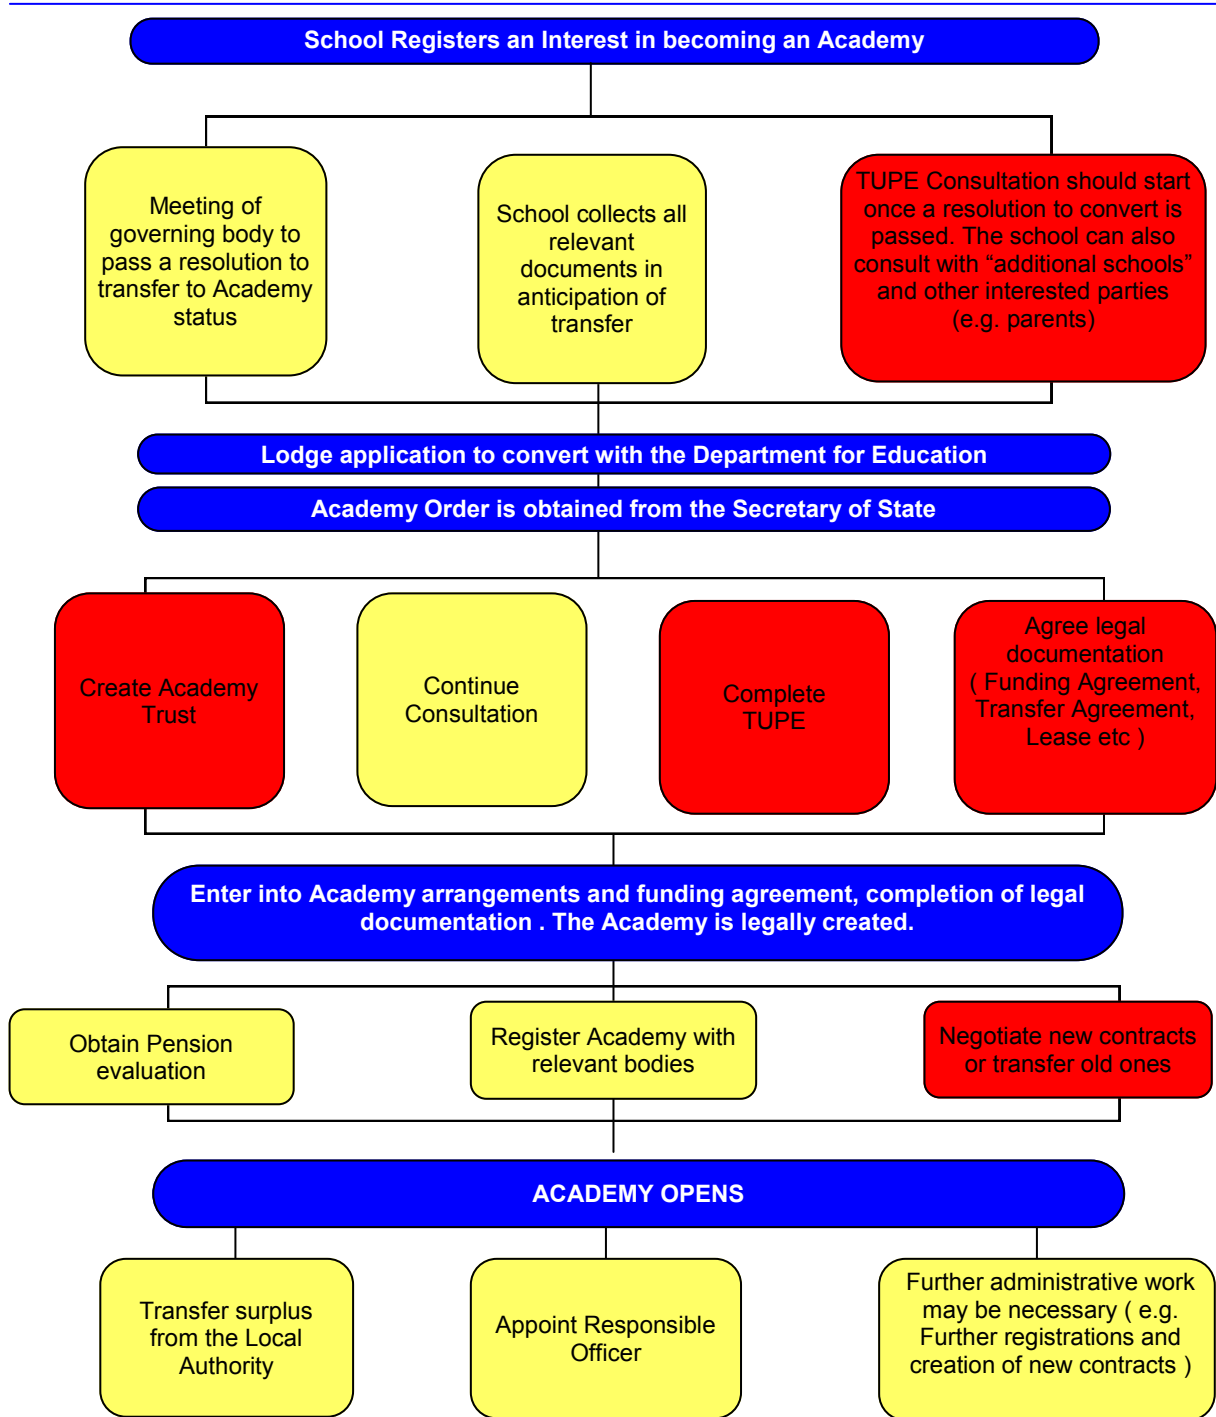 School Registers an Interest in becoming an Academy
Meeting of
governing body to
pass a resolution to
transfer to Academy
status
School collects all
relevant
documents in
anticipation of
transfer
TUPE Consultation should start
once a resolution to convert is
passed. The school can also
consult with “additional schools”
and other interested parties
(e.g. parents)
Lodge application to convert with the Department for Education
Academy Order is obtained from the Secretary of State
Create Academy
Trust
Continue
Consultation
Complete
TUPE
Agree legal
documentation
( Funding Agreement,
Transfer Agreement,
Lease etc )
Enter into Academy arrangements and funding agreement, completion of legal
documentation . The Academy is legally created.
Obtain Pension
evaluation
Register Academy with
relevant bodies
Negotiate new contracts
or transfer old ones
ACADEMY OPENS
Transfer surplus
from the Local
Authority
Appoint Responsible
Officer
Further administrative work
may be necessary ( e.g.
Further registrations and
creation of new contracts )